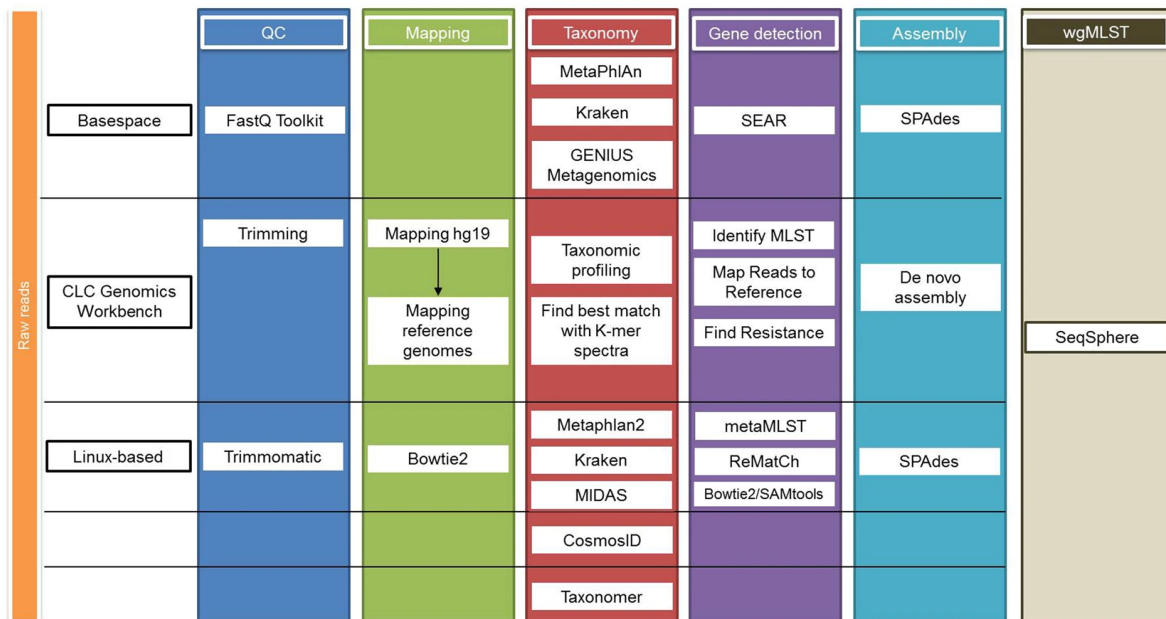 QC
Mapping
Taxonomy
Gene detection
Assembly
wgMLST
Raw reads
Basespace
FastQ Toolkit
MetaPhlAn
Kraken
GENIUS
Metagenomics
SEAR
SPAdes
CLC Genomics
Workbench
Trimming
Mapping hg19
Mapping
reference
genomes
Taxonomic
profiling
Find best match
with K-mer
spectra
Identify MLST
Map Reads to
Reference
Find Resistance
De novo
assembly
SeqSphere
Linux-based
Trimmomatic
Bowtie2
Metaphlan2
Kraken
MIDAS
metaMLST
ReMatCh
Bowtie2/SAMtools
SPAdes
CosmosID
Taxonomer